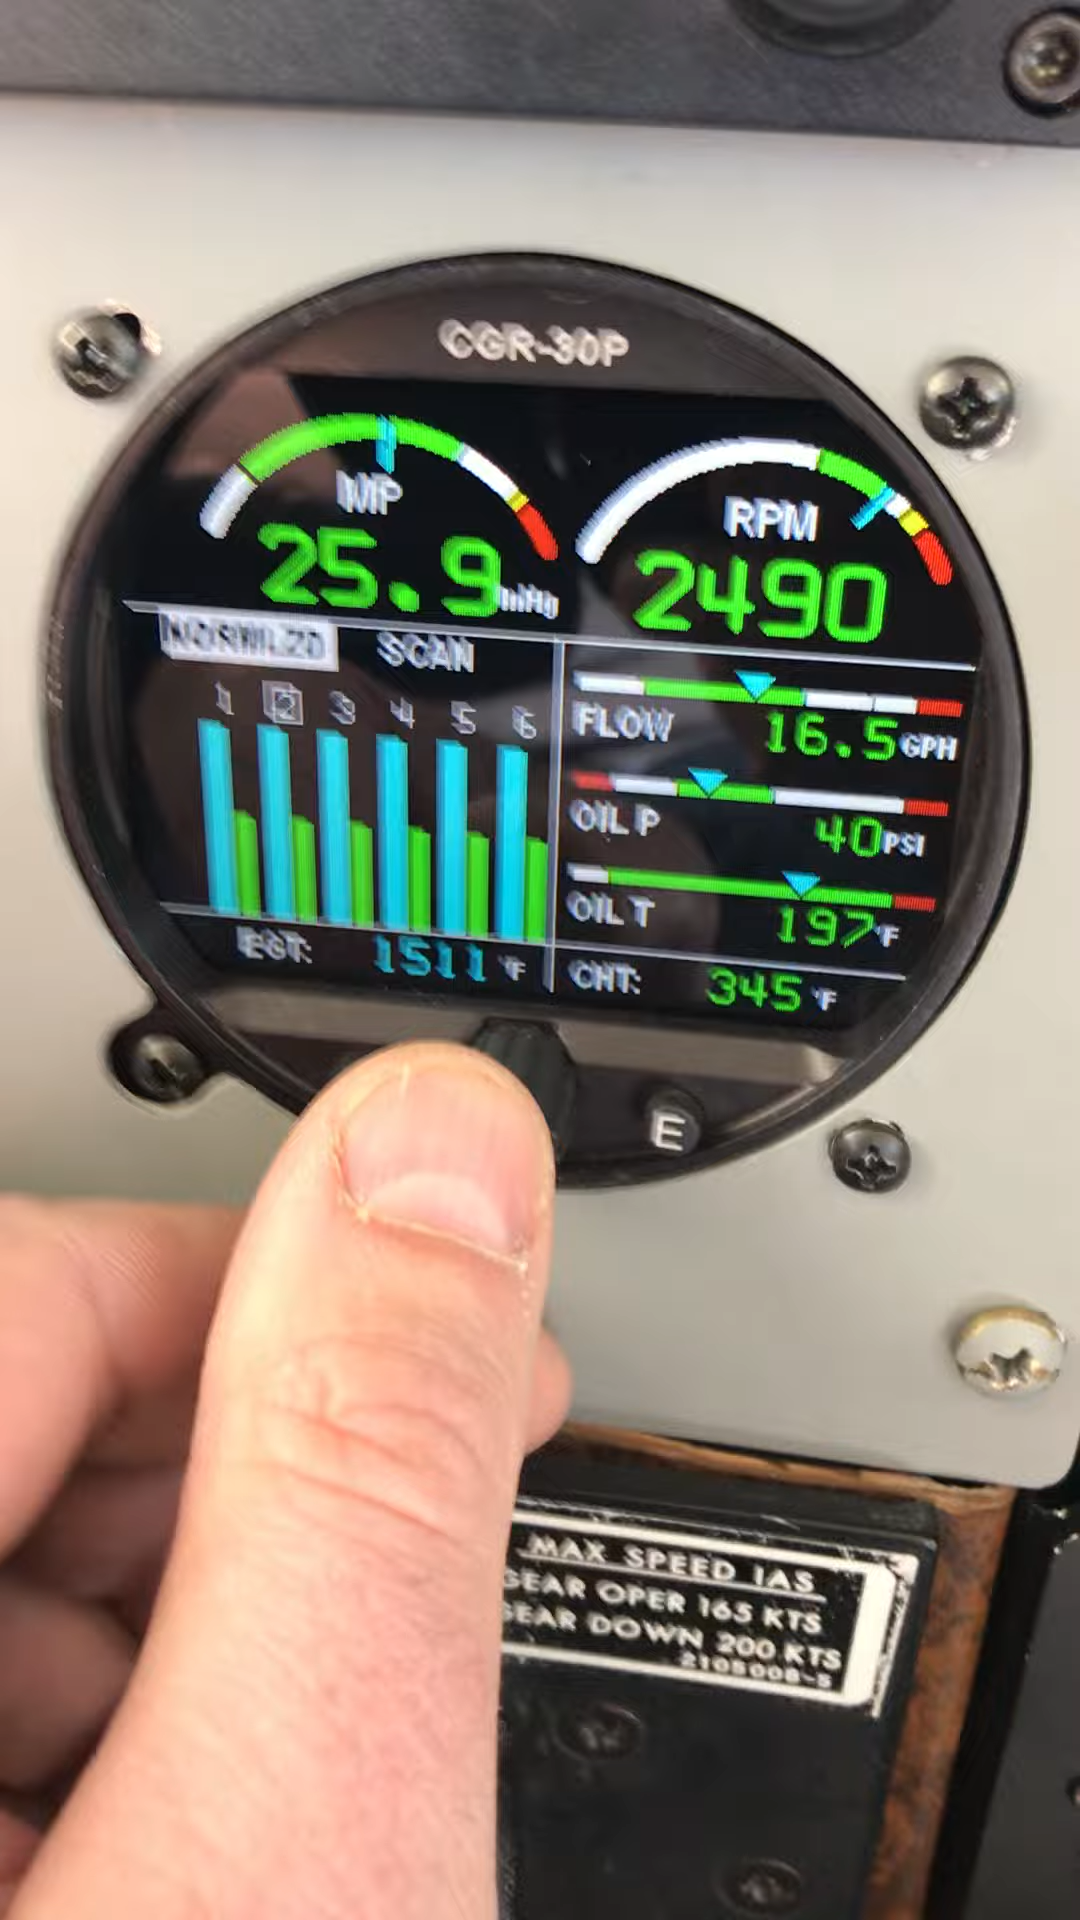 CGR-30P
MP
25.9 inHg
RPM
2490
NORMLZD SCAN
1 2 3 4 5 6
FLOW
16.5 GPH
OIL P
40 PSI
OIL T
197 °F
EGT: 1511 °F
CHT: 345 °F
E
MAX SPEED IAS
GEAR OPER 165 KTS
GEAR DOWN 200 KTS
2105008-5